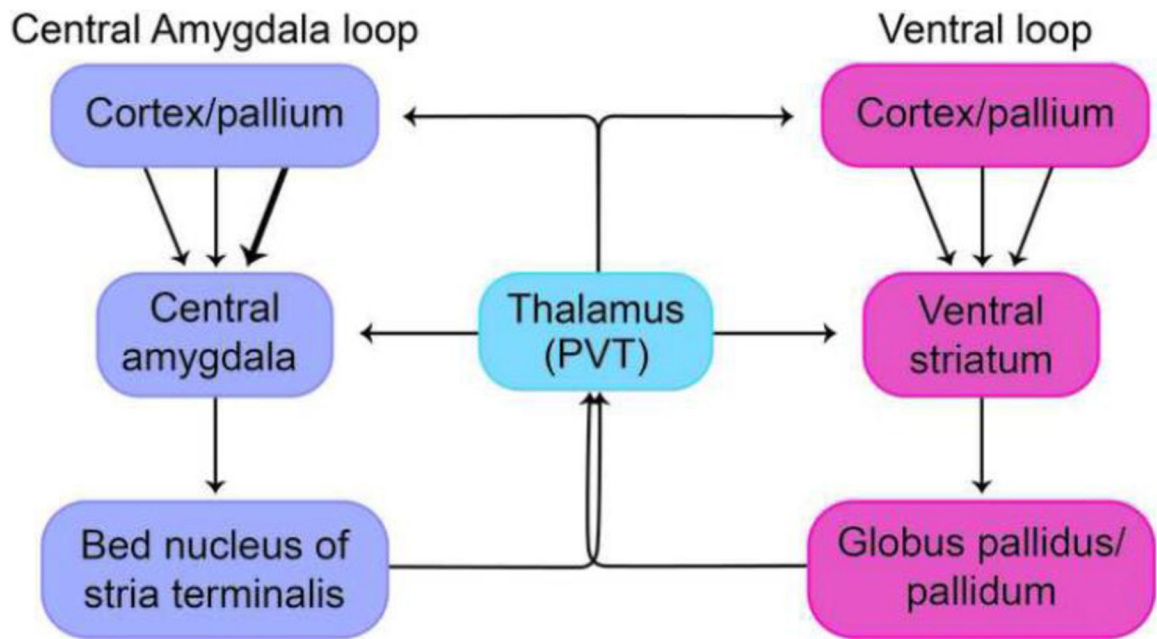 Central Amygdala loop
Ventral loop
Cortex/pallium
Cortex/pallium
Central
amygdala
Thalamus
(PVT)
Ventral
striatum
Bed nucleus of
stria terminalis
Globus pallidus/
pallidum